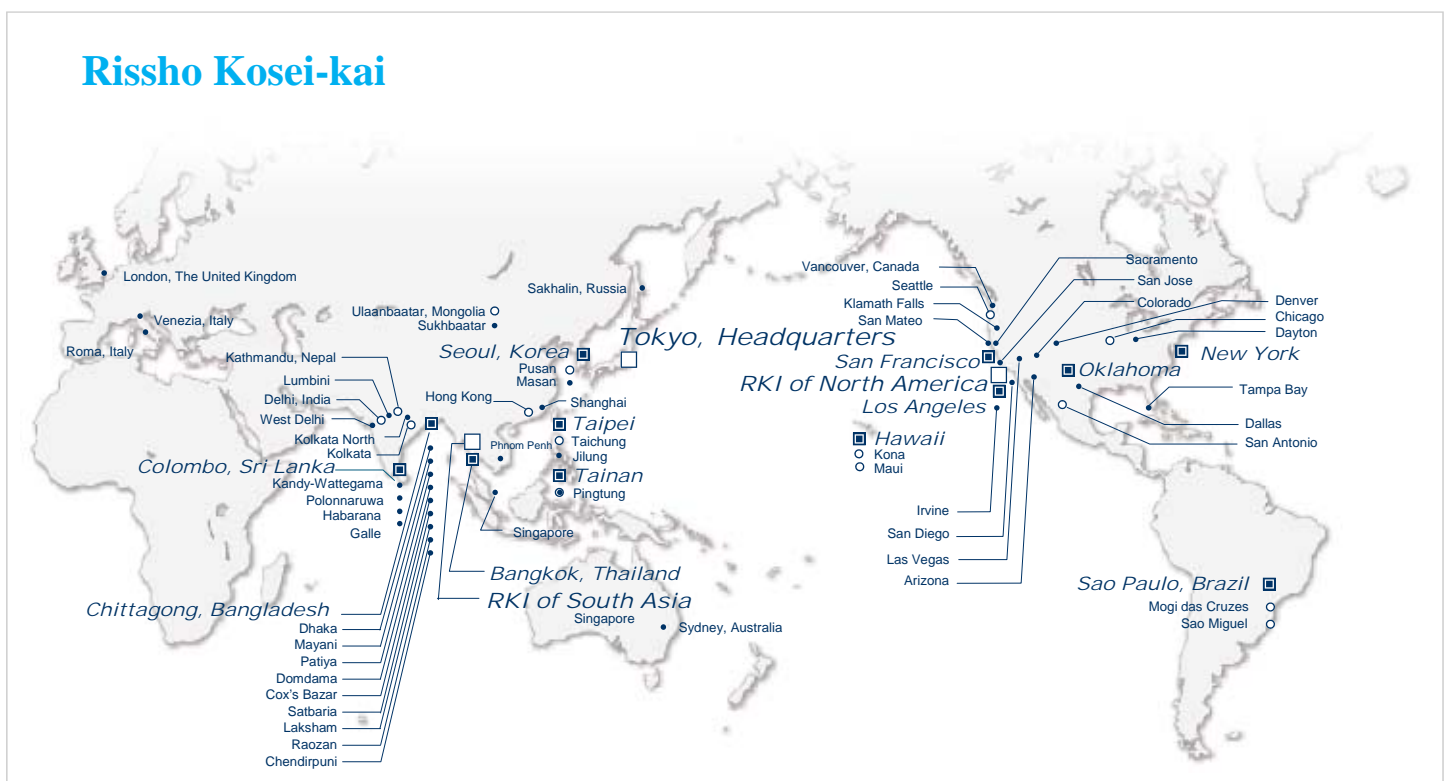 Rissho Kosei-kai
London, The United Kingdom
Venezia, Italy
Roma, Italy
Ulaanbaatar, Mongolia
Sukhbaatar
Sakhalin, Russia
Tokyo, Headquarters
Seoul, Korea
Pusan
Masan
Kathmandu, Nepal
Lumbini
Delhi, India
West Delhi
Kolkata North
Kolkata
Hong Kong
Shanghai
Taipei
Taichung
Jilung
Tainan
Pingtung
Phnom Penh
Colombo, Sri Lanka
Kandy-Wattegama
Polonnaruwa
Habarana
Galle
Singapore
Bangkok, Thailand
RKI of South Asia
Singapore
Sydney, Australia
Chittagong, Bangladesh
Dhaka
Mayani
Patiya
Domdama
Cox's Bazar
Satbaria
Laksham
Raozan
Chendirpuni
Vancouver, Canada
Seattle
Klamath Falls
San Mateo
San Francisco
RKI of North America
Los Angeles
Hawaii
Kona
Maui
Irvine
San Diego
Las Vegas
Arizona
Sacramento
San Jose
Colorado
Denver
Chicago
Dayton
New York
Oklahoma
Tampa Bay
Dallas
San Antonio
Sao Paulo, Brazil
Mogi das Cruzes
Sao Miguel